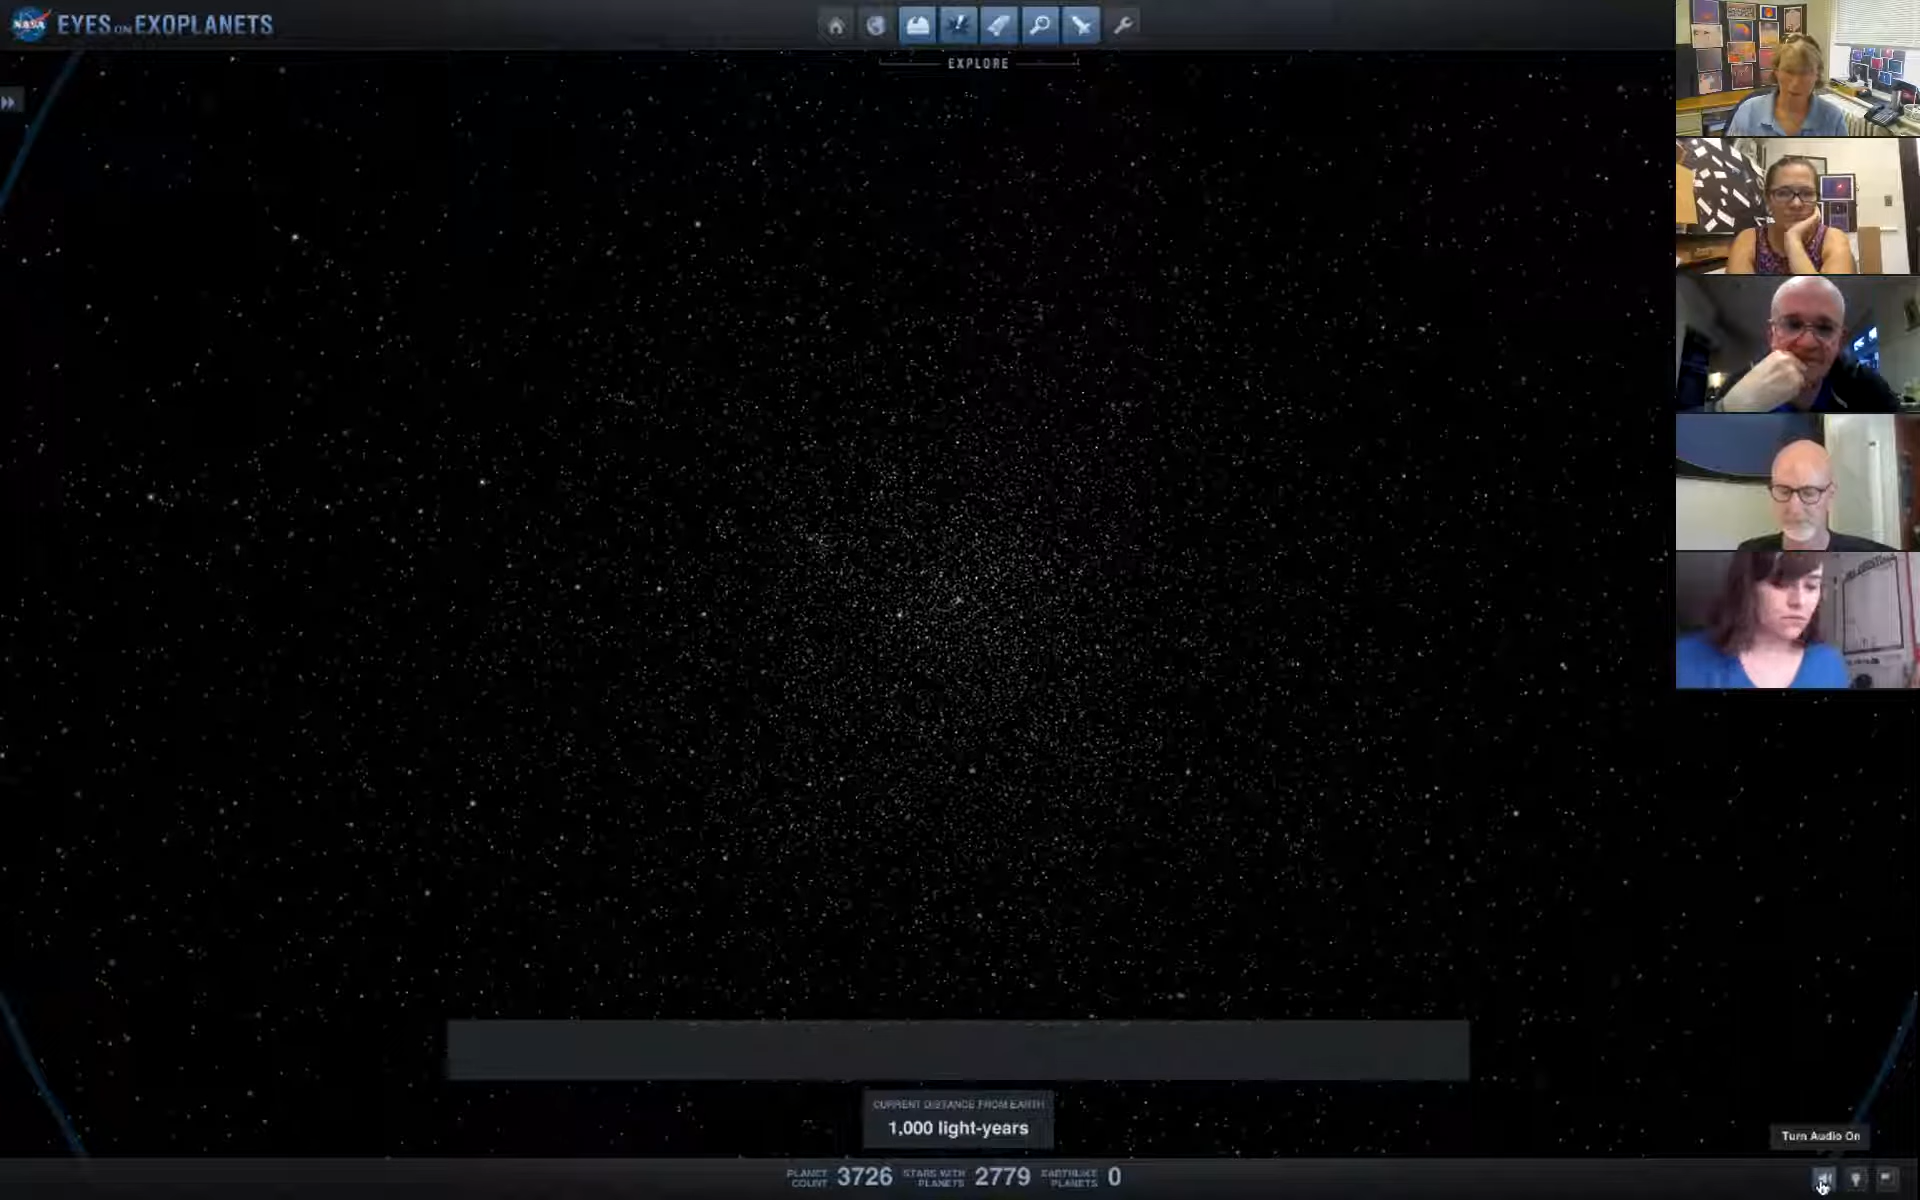 NASA EYES ON EXOPLANETS
EXPLORE
CURRENT DISTANCE FROM EARTH
1,000 light-years
Turn Audio On
PLANET COUNT 3726 STARS WITH PLANETS 2779 EARTHLIKE PLANETS 0